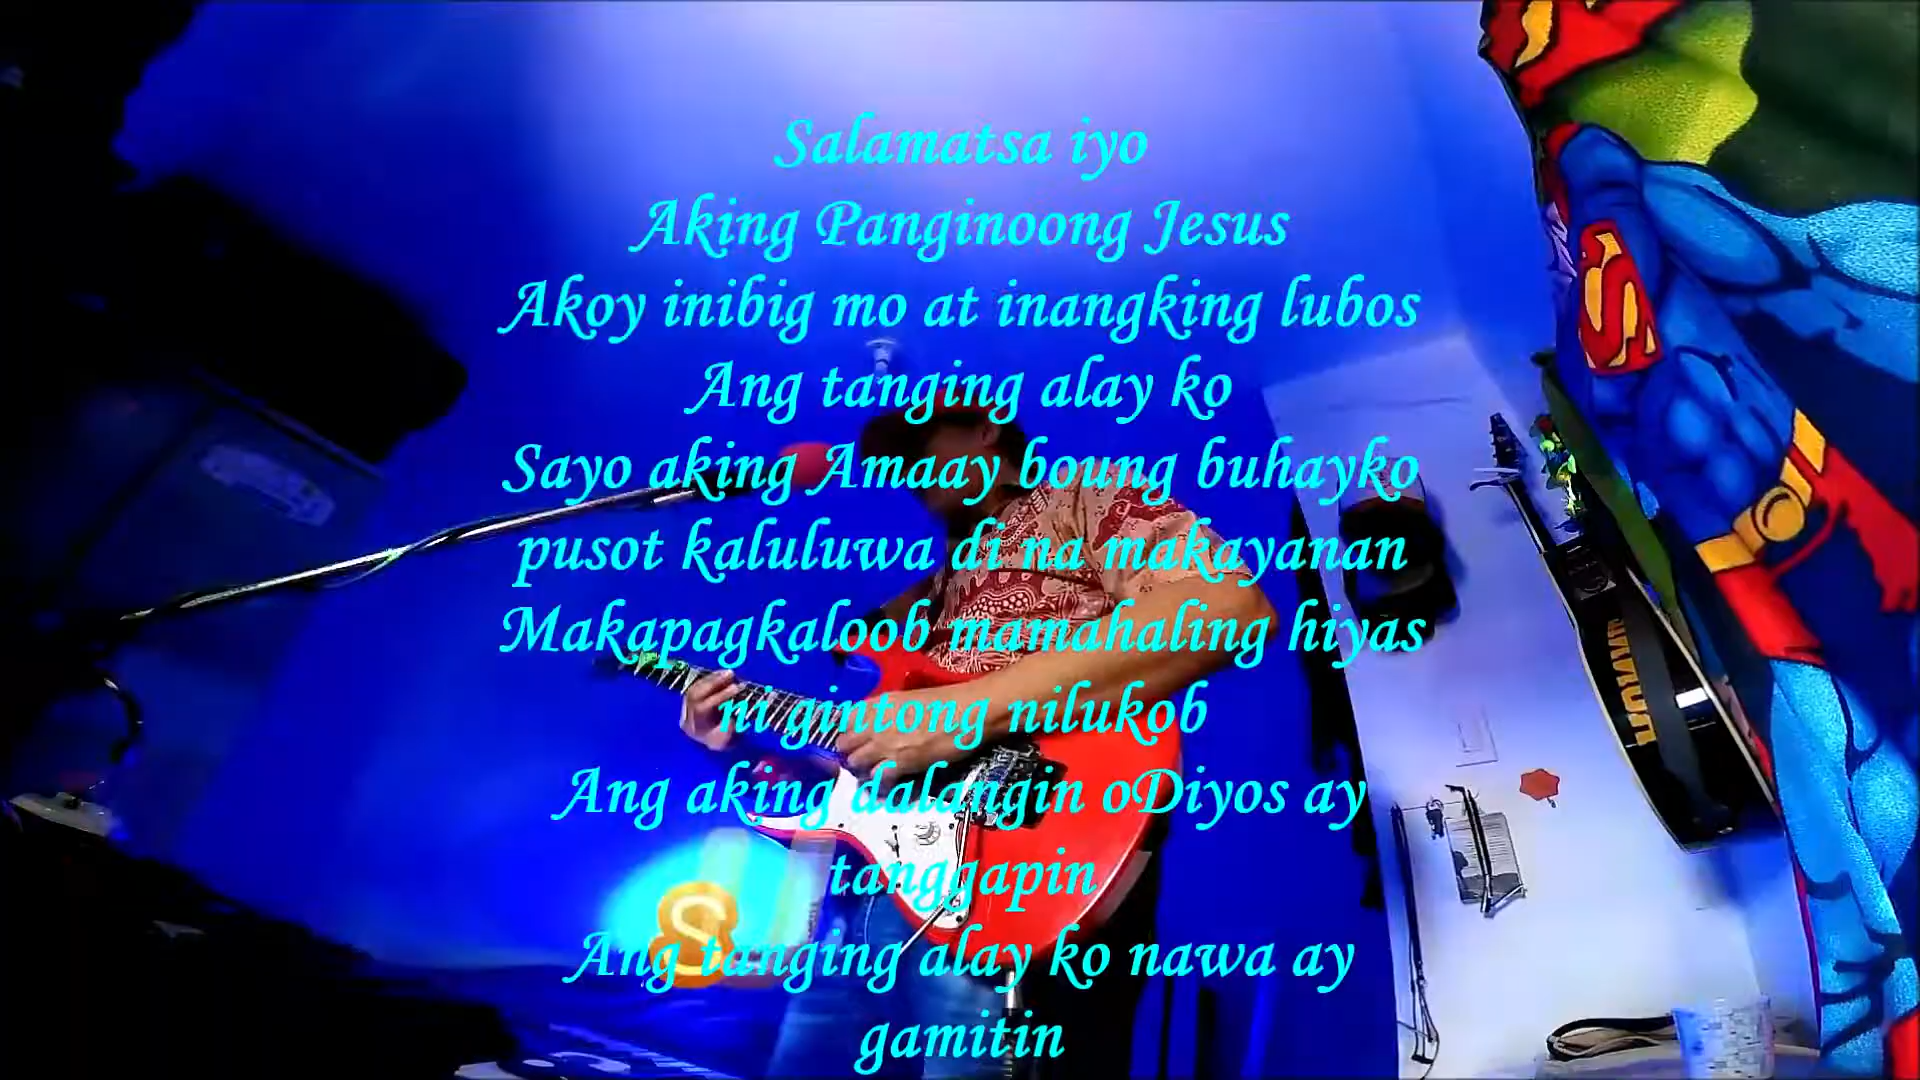 Salamatsa iyo
Aking Panginoong Jesus
Akoy inibig mo at inangking lubos
Ang tanging alay ko
Sayo aking Amaay boung buhayko
pusot kaluluwa di na makayanan
Makapagkaloob mamahaling hiyas
ni gintong nilukob
Ang aking dalangin oDiyos ay
tanggapin
Ang tanging alay ko nawa ay
gamitin
S